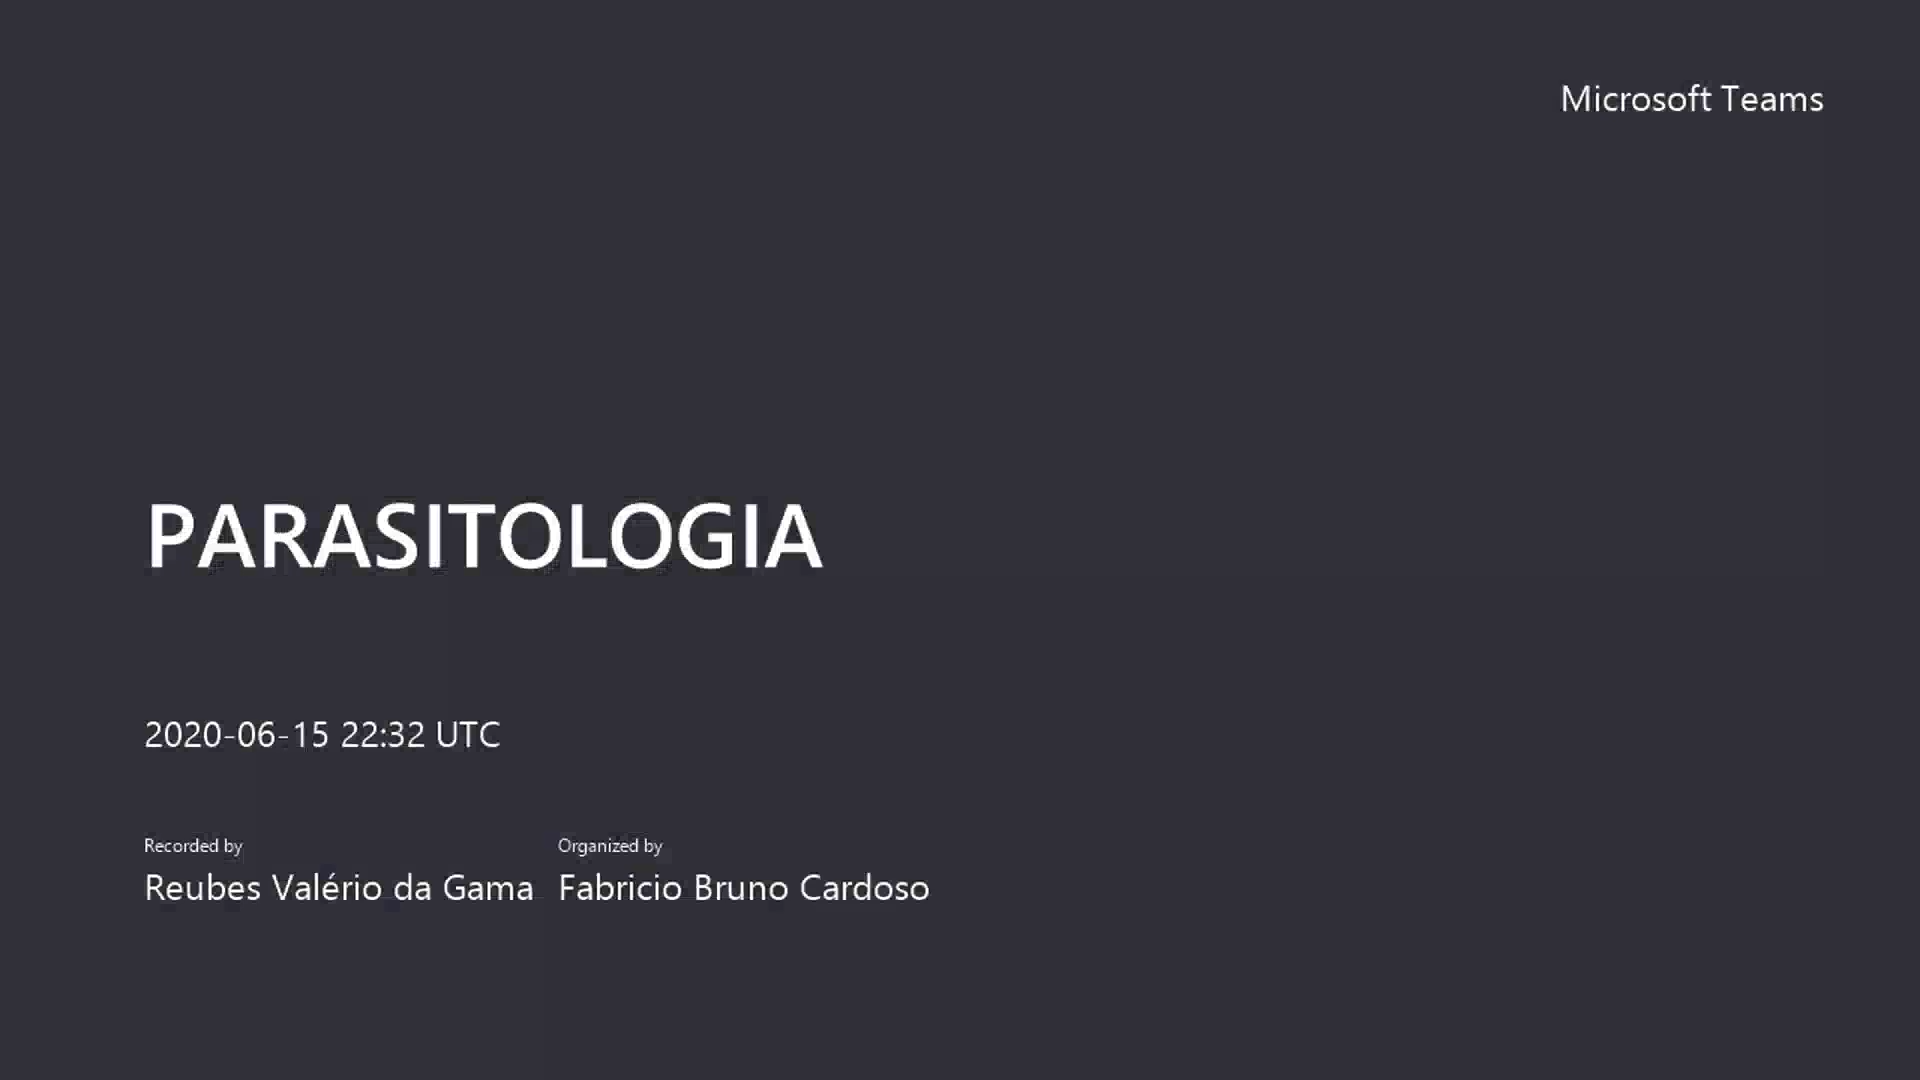 Microsoft Teams
PARASITOLOGIA
2020-06-15 22:32 UTC
Recorded by
Reubes Valério da Gama
Organized by
Fabricio Bruno Cardoso